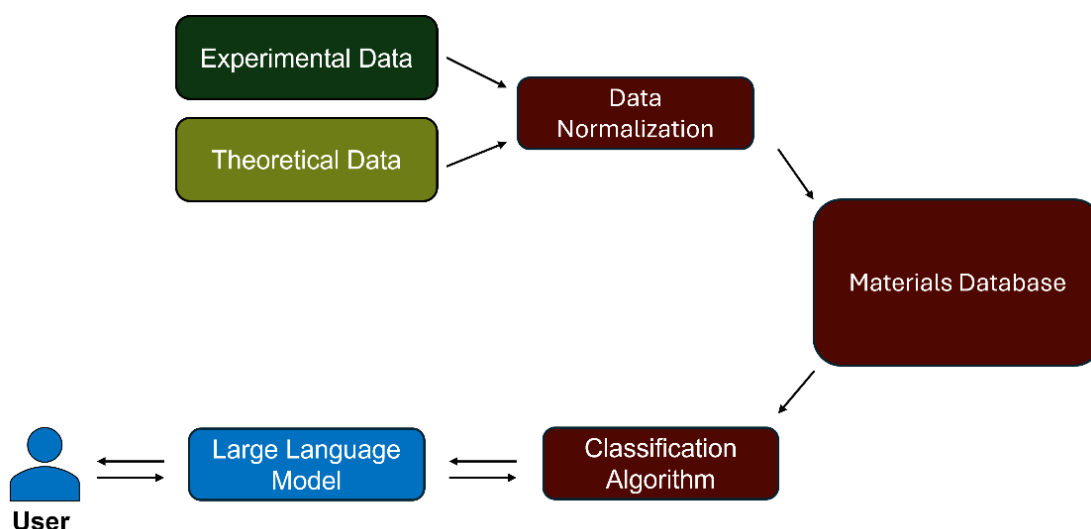 Experimental Data
Theoretical Data
Data
Normalization
Materials Database
Classification
Algorithm
Large Language
Model
User